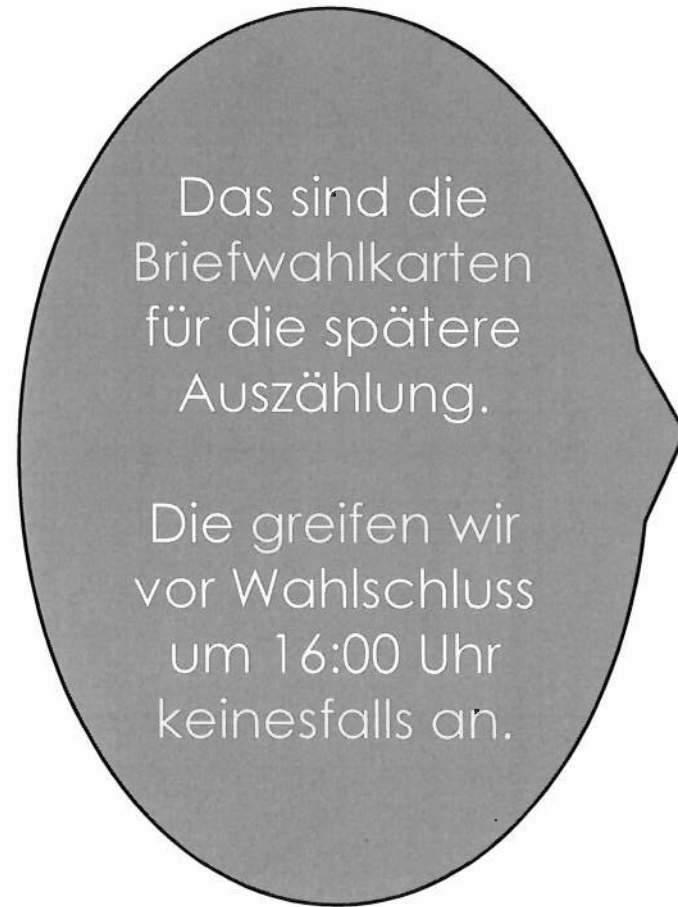 Das sind die
Briefwahlkarten
für die spätere
Auszählung.
Die greifen wir
vor Wahlschluss
um 16:00 Uhr
keinesfalls an.